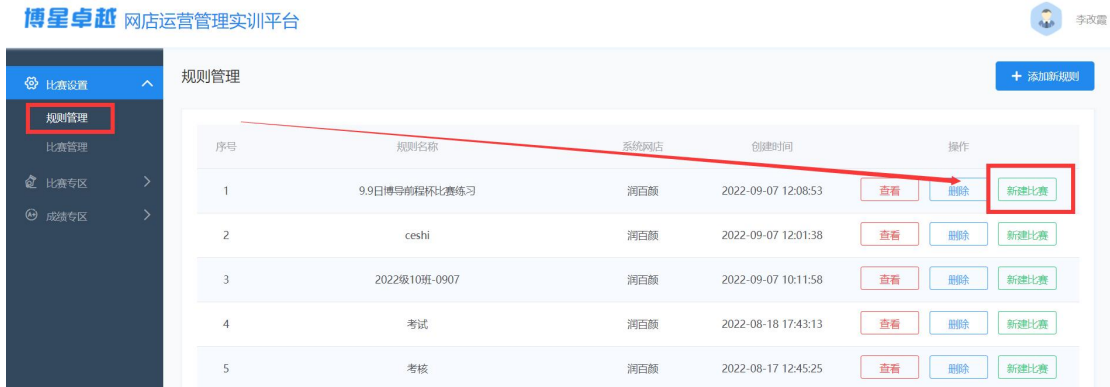 博星卓越 网店运营管理实训平台
李改霞
比赛设置
规则管理
比赛管理
比赛专区
成绩专区
规则管理
+ 添加新规则
序号 规则名称 系统网店 创建时间 操作
1 9.9日博导前程杯比赛练习 润百颜 2022-09-07 12:08:53 查看 删除 新建比赛
2 ceshi 润百颜 2022-09-07 12:01:38 查看 删除 新建比赛
3 2022级10班-0907 润百颜 2022-09-07 10:11:58 查看 删除 新建比赛
4 考试 润百颜 2022-08-18 17:43:13 查看 删除 新建比赛
5 考核 润百颜 2022-08-17 12:45:25 查看 删除 新建比赛